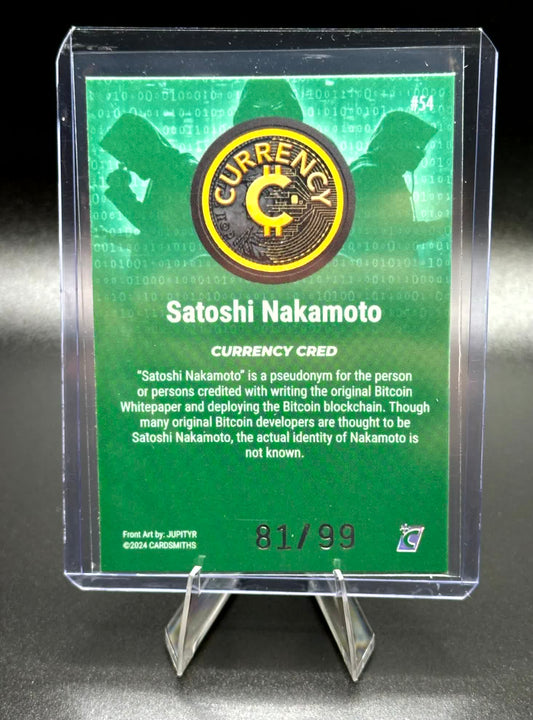 #54
CURRENCY
Satoshi Nakamoto
CURRENCY CRED
"Satoshi Nakamoto" is a pseudonym for the person
or persons credited with writing the original Bitcoin
Whitepaper and deploying the Bitcoin blockchain. Though
many original Bitcoin developers are thought to be
Satoshi Nakamoto, the actual identity of Nakamoto is
not known.
Front Art by: JUPITYR
©2024 CARDSMITHS
81/99